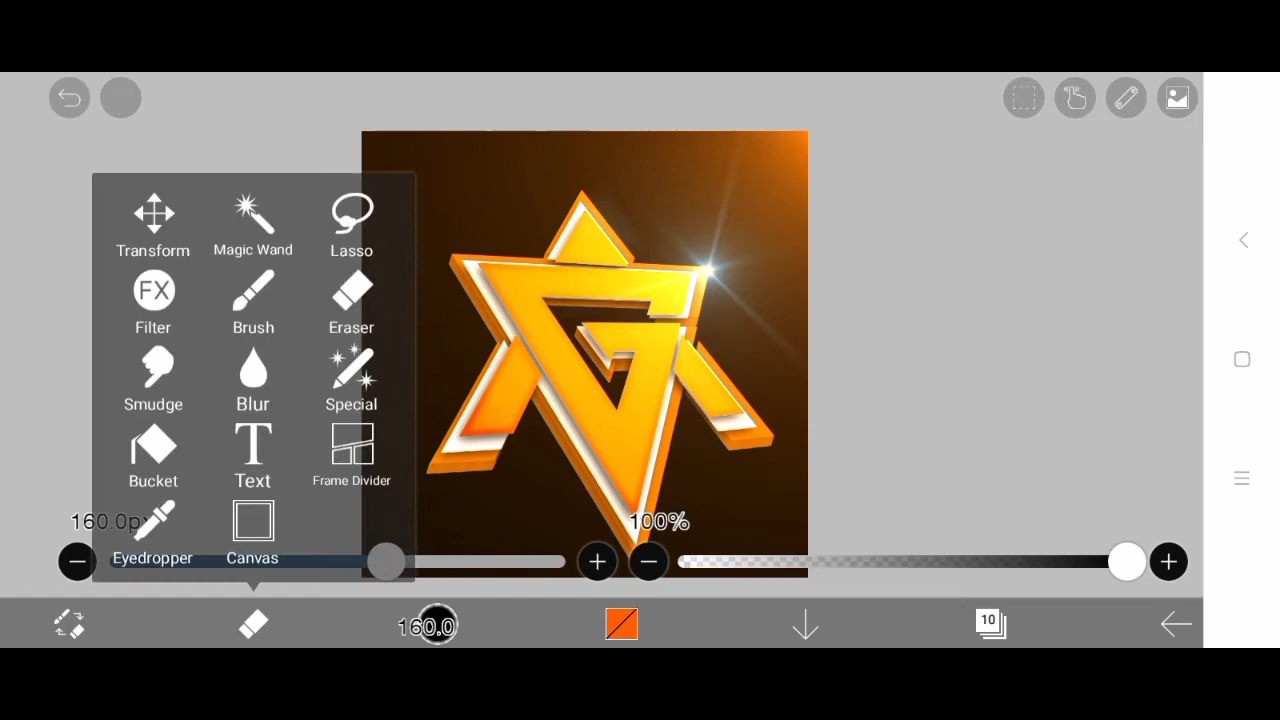 Transform Magic Wand Lasso
FX
Filter Brush Eraser
Smudge Blur Special
T
Bucket Text Frame Divider
160.0px 100%
Eyedropper Canvas
160.0 10